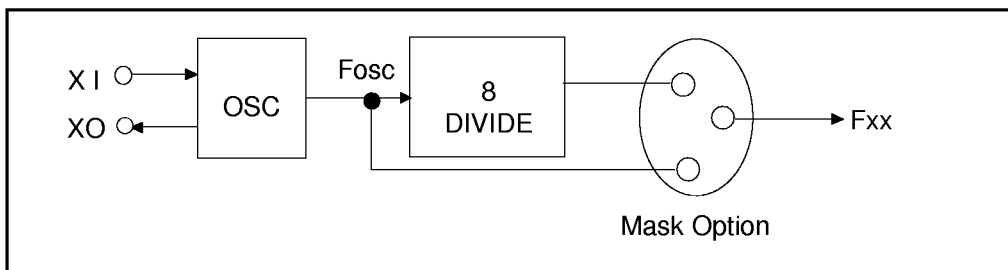 X I
XO
OSC
Fosc
8
DIVIDE
Fxx
Mask Option